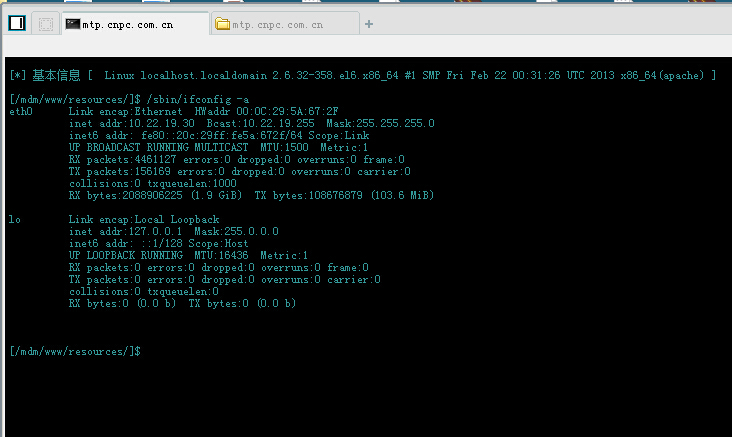 mtp.cnpc.com.cn
mtp.cnpc.com.cn
[*] 基本信息 [ Linux localhost.localdomain 2.6.32-358.el6.x86_64 #1 SMP Fri Feb 22 00:31:26 UTC 2013 x86_64(apache) ]
[/mdm/www/resources/]$ /sbin/ifconfig -a
eth0 Link encap:Ethernet HWaddr 00:0C:29:5A:67:2F
inet addr:10.22.19.30 Bcast:10.22.19.255 Mask:255.255.255.0
inet6 addr: fe80::20c:29ff:fe5a:672f/64 Scope:Link
UP BROADCAST RUNNING MULTICAST MTU:1500 Metric:1
RX packets:4461127 errors:0 dropped:0 overruns:0 frame:0
TX packets:156169 errors:0 dropped:0 overruns:0 carrier:0
collisions:0 txqueuelen:1000
RX bytes:2088906225 (1.9 GiB) TX bytes:108676879 (103.6 MiB)
lo Link encap:Local Loopback
inet addr:127.0.0.1 Mask:255.0.0.0
inet6 addr: ::1/128 Scope:Host
UP LOOPBACK RUNNING MTU:16436 Metric:1
RX packets:0 errors:0 dropped:0 overruns:0 frame:0
TX packets:0 errors:0 dropped:0 overruns:0 carrier:0
collisions:0 txqueuelen:0
RX bytes:0 (0.0 b) TX bytes:0 (0.0 b)
[/mdm/www/resources/]$